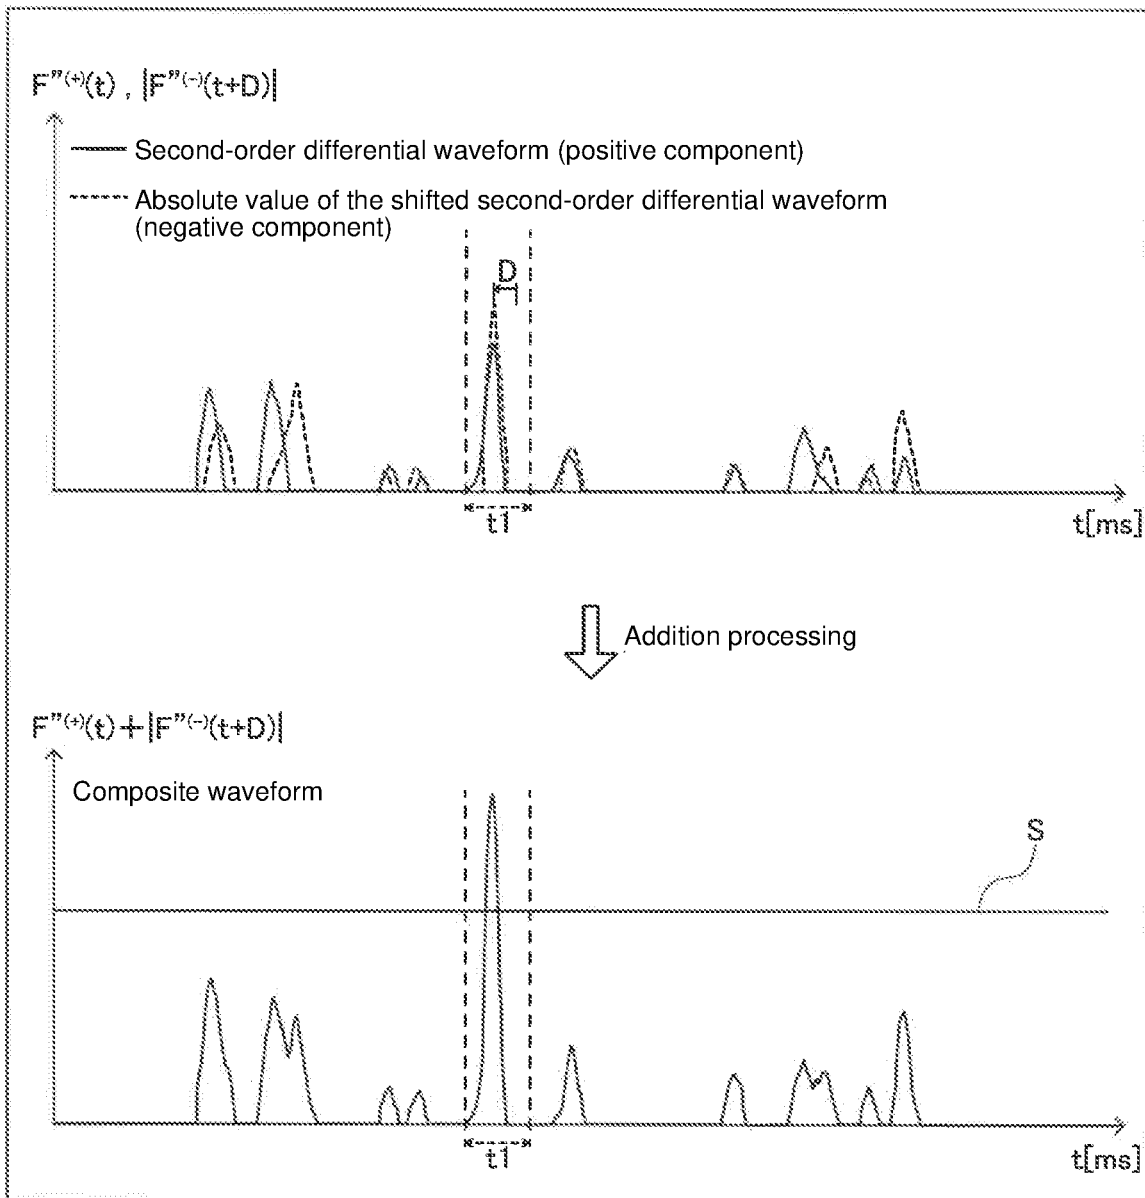 F”(+)(t) , |F”(−)(t+D)|
Second-order differential waveform (positive component)
Absolute value of the shifted second-order differential waveform
(negative component)
D
t1
t[ms]
Addition processing
F”(+)(t)+|F”(−)(t+D)|
Composite waveform
S
t1
t[ms]